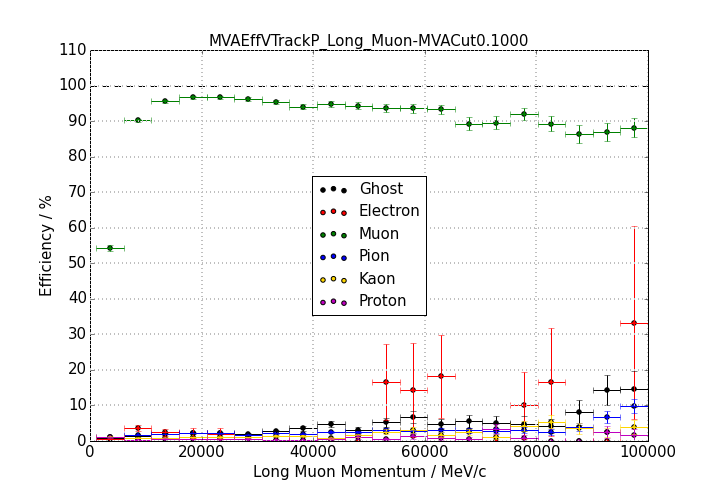 MVAEffVTrackP_Long_Muon-MVACut0.1000
110
100
90
80
70
60
50
40
30
20
10
0
Efficiency / %
Ghost
Electron
Muon
Pion
Kaon
Proton
0 20000 40000 60000 80000 100000
Long Muon Momentum / MeV/c